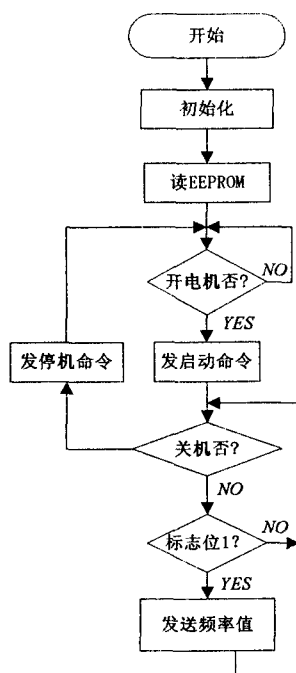 开始
初始化
读EEPROM
开电机否?
NO
YES
发停机命令
发启动命令
关机否?
NO
标志位1?
NO
YES
发送频率值